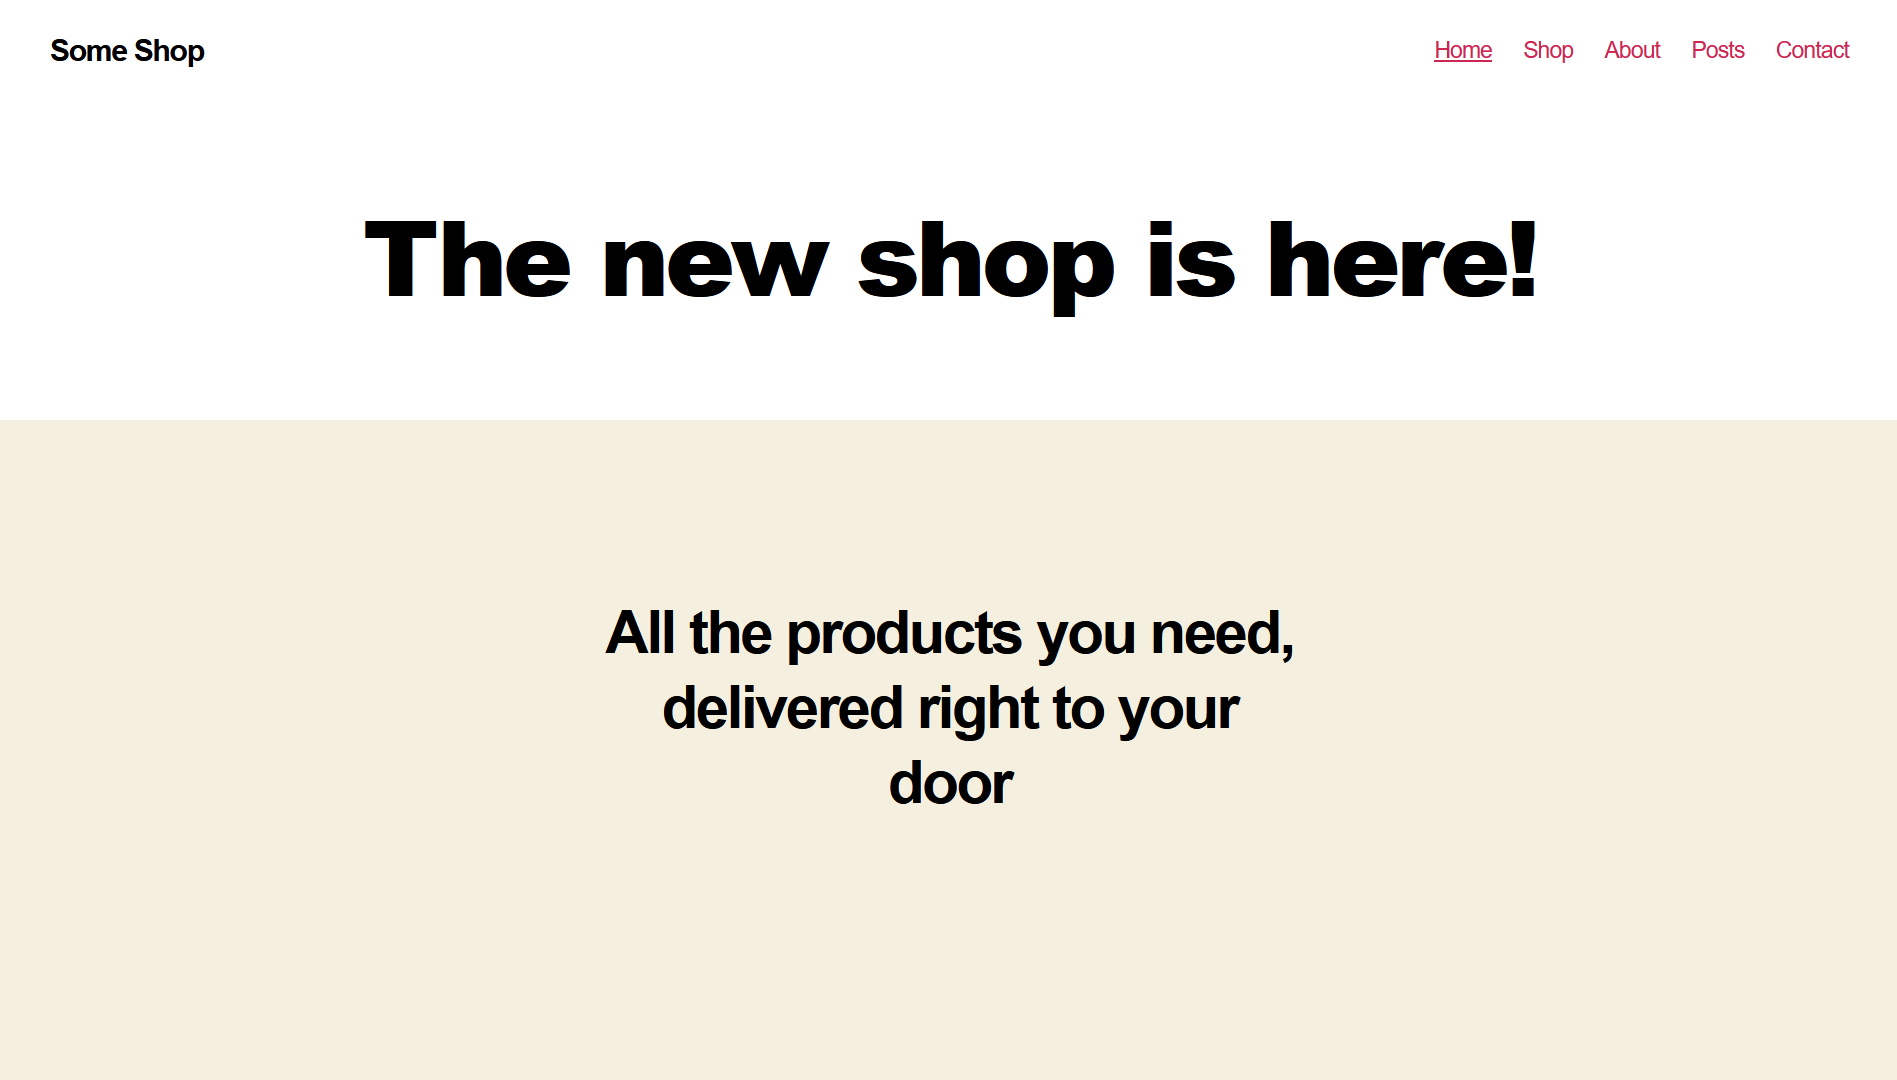 Some Shop
Home Shop About Posts Contact
The new shop is here!
All the products you need,
delivered right to your
door